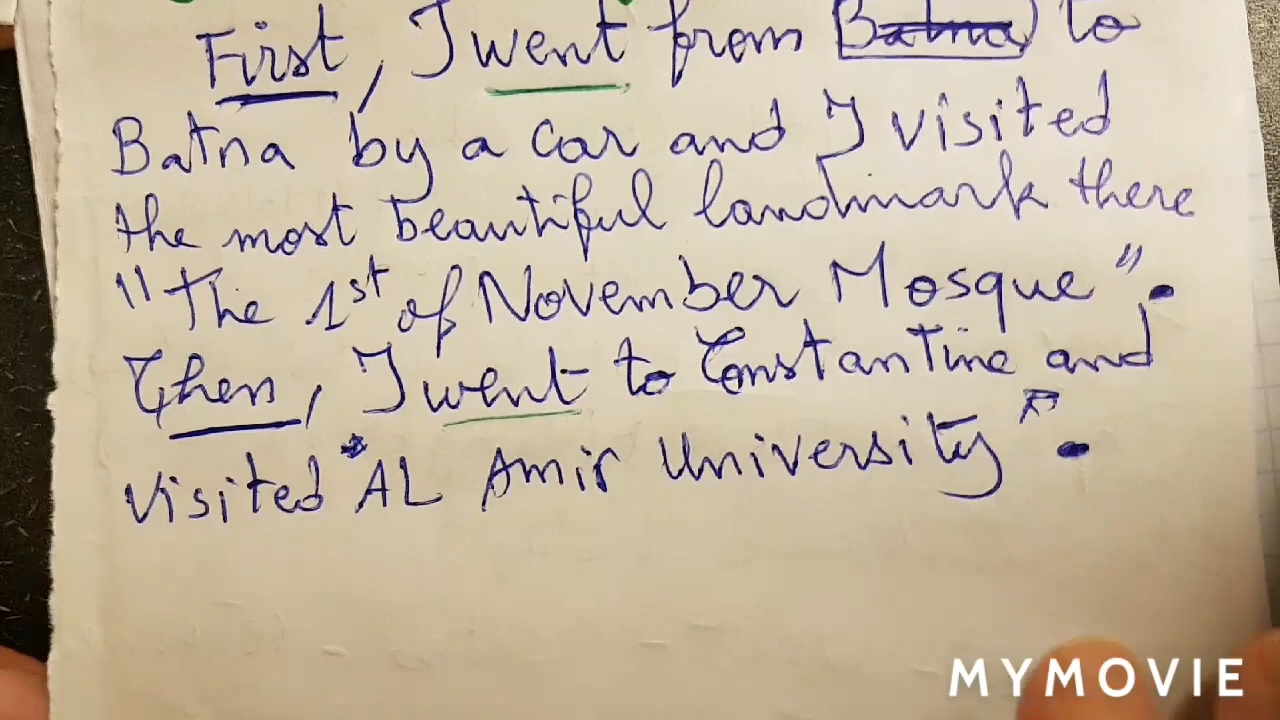 First, I went from Batna to
Batna by a car and I visited
the most beautiful landmark there
"The 1st of November Mosque".
Then, I went to Constantine and
visited "AL Amir University".
MYMOVIE